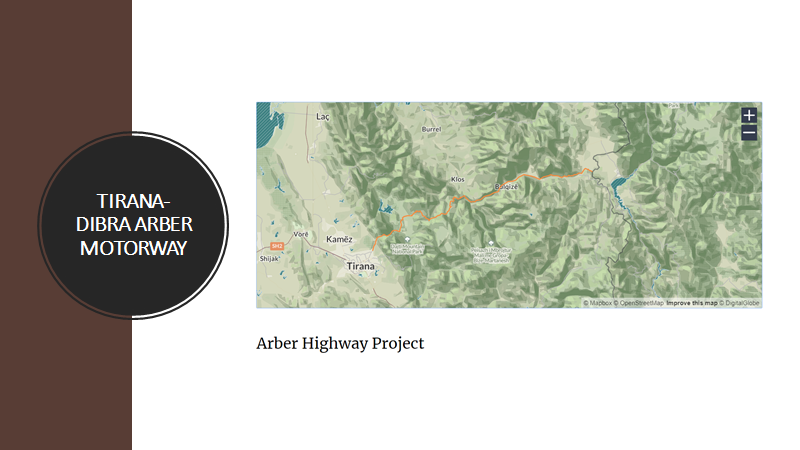 TIRANA-
DIBRA ARBER
MOTORWAY
Laç
Burrel
Klos
Bulqizë
Vorë
Kamëz
SH2
Shijak
Tirana
+
−
© Mapbox © OpenStreetMap Improve this map © DigitalGlobe
Arber Highway Project